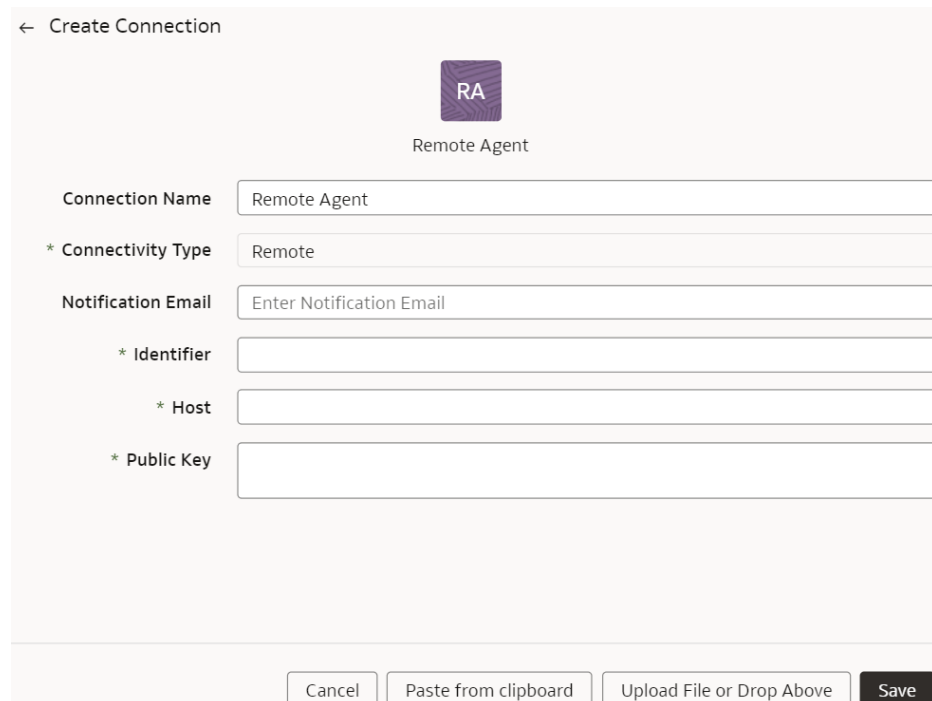 ← Create Connection
RA
Remote Agent
Connection Name Remote Agent
* Connectivity Type Remote
Notification Email Enter Notification Email
* Identifier
* Host
* Public Key
Cancel Paste from clipboard Upload File or Drop Above Save